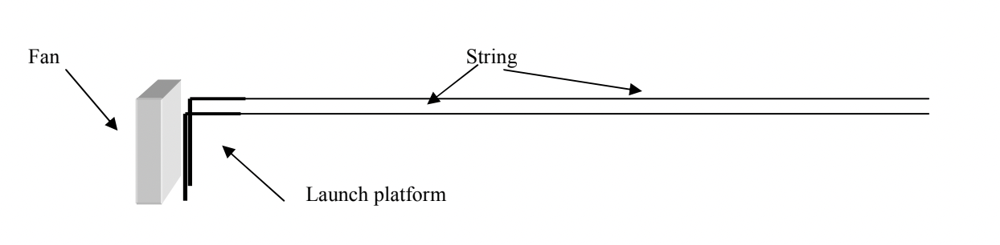 Fan
String
Launch platform